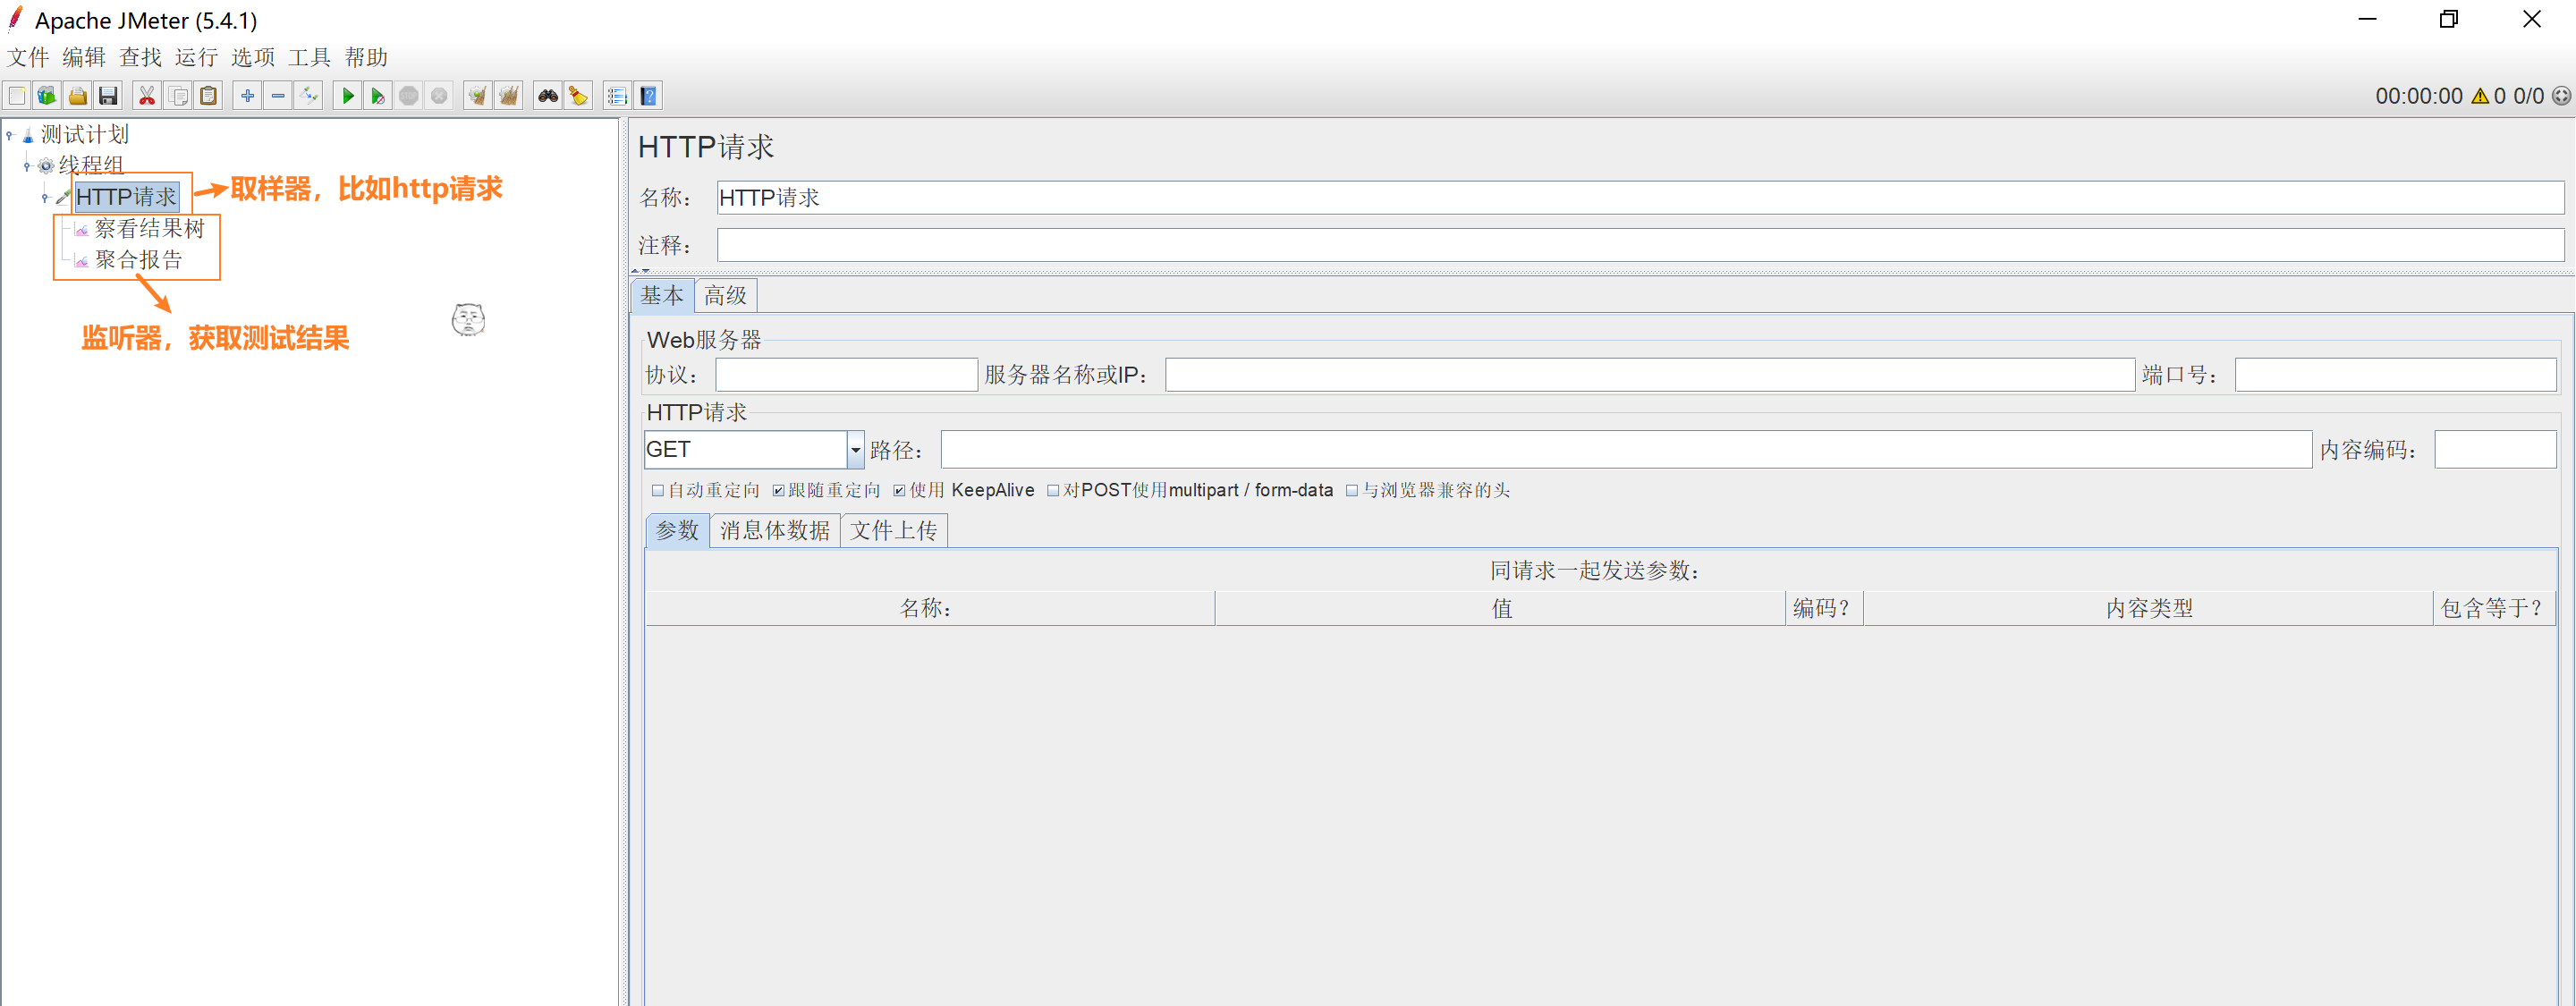 Apache JMeter (5.4.1)
文件 编辑 查找 运行 选项 工具 帮助
00:00:00 0 0/0
测试计划
线程组
HTTP请求
取样器，比如http请求
察看结果树
聚合报告
监听器，获取测试结果
HTTP请求
名称： HTTP请求
注释：
基本 高级
Web服务器
协议： 服务器名称或IP： 端口号：
HTTP请求
GET 路径： 内容编码：
自动重定向 跟随重定向 使用 KeepAlive 对POST使用multipart / form-data 与浏览器兼容的头
参数 消息体数据 文件上传
同请求一起发送参数：
名称： 值 编码？ 内容类型 包含等于？